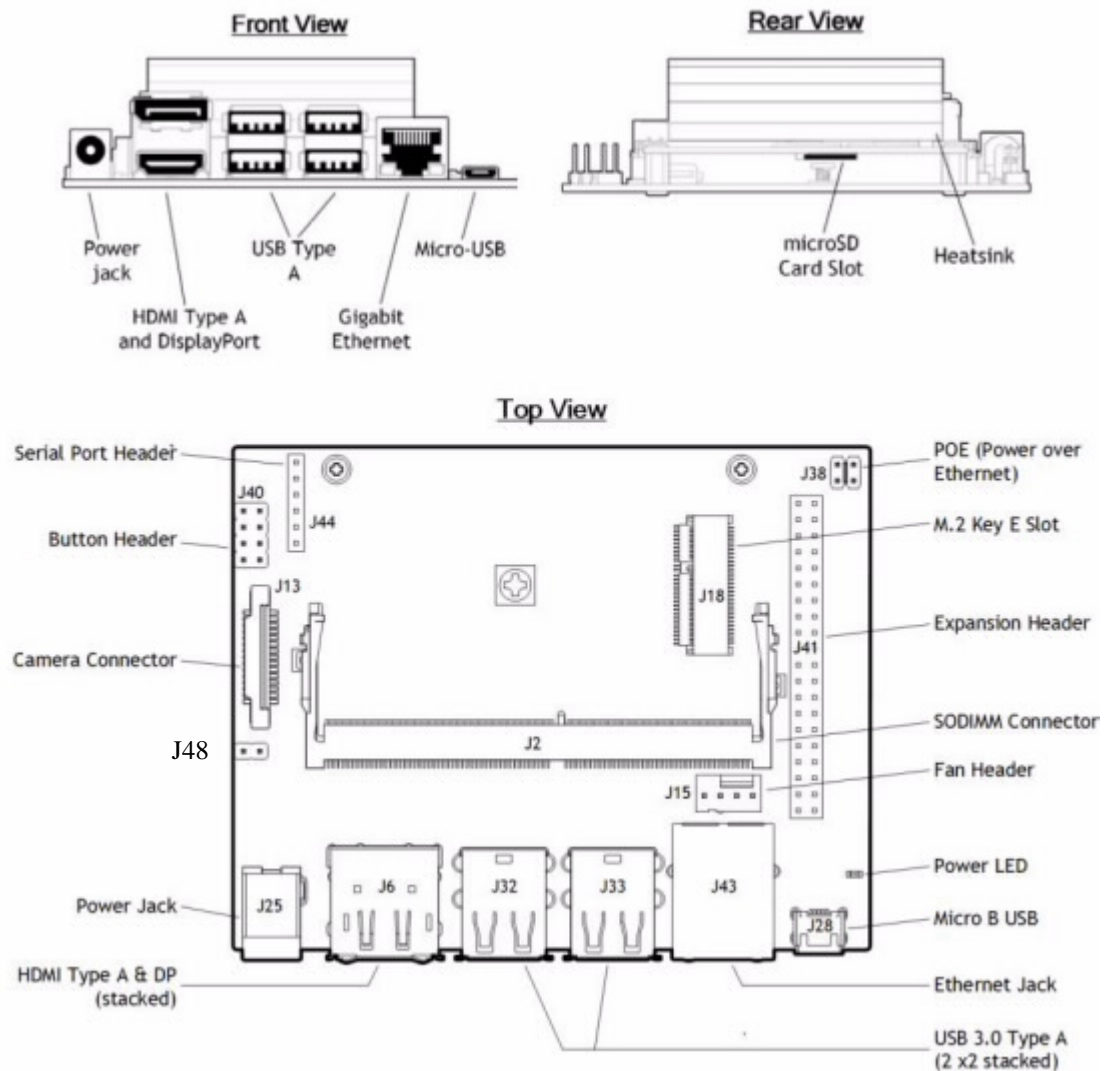 Front View
Rear View
Power
jack
HDMI Type A
and DisplayPort
USB Type
A
Gigabit
Ethernet
Micro-USB
microSD
Card Slot
Heatsink
Top View
Serial Port Header
J40
J44
Button Header
J13
Camera Connector
J48
J2
J38
POE (Power over
Ethernet)
M.2 Key E Slot
J18
Expansion Header
J41
SODIMM Connector
Fan Header
J15
Power LED
J25
J6
J32
J33
J43
J28
Power Jack
Micro B USB
HDMI Type A & DP
(stacked)
Ethernet Jack
USB 3.0 Type A
(2 x2 stacked)